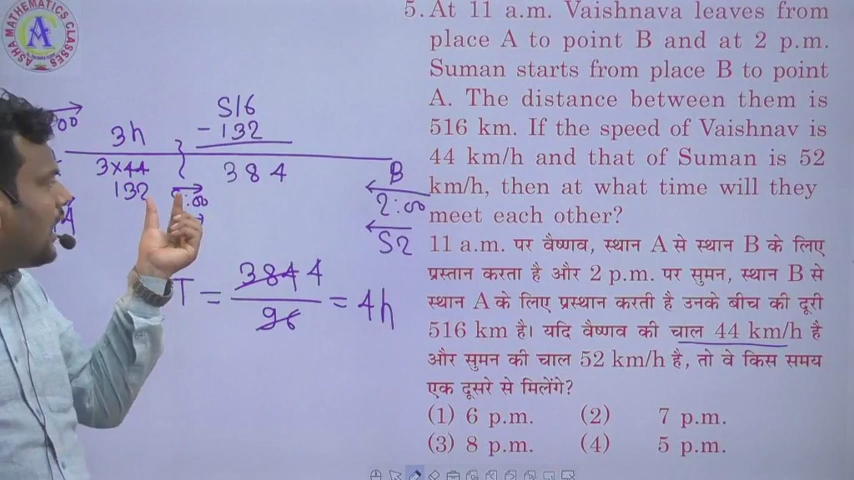 ASHA MATHEMATICS CLASSES
A
5. At 11 a.m. Vaishnava leaves from
place A to point B and at 2 p.m.
Suman starts from place B to point
A. The distance between them is
516 km. If the speed of Vaishnav is
44 km/h and that of Suman is 52
km/h, then at what time will they
meet each other?
11 a.m. पर वैष्णव, स्थान A से स्थान B के लिए
प्रस्तान करता है और 2 p.m. पर सुमन, स्थान B से
स्थान A के लिए प्रस्थान करती है उनके बीच की दूरी
516 km है। यदि वैष्णव की चाल 44 km/h है
और सुमन की चाल 52 km/h है, तो वे किस समय
एक दूसरे से मिलेंगे?
(1) 6 p.m. (2) 7 p.m.
(3) 8 p.m. (4) 5 p.m.
516
3h - 132
3×44 384 B
132 2:00
52
T = 384 4 / 96 = 4h